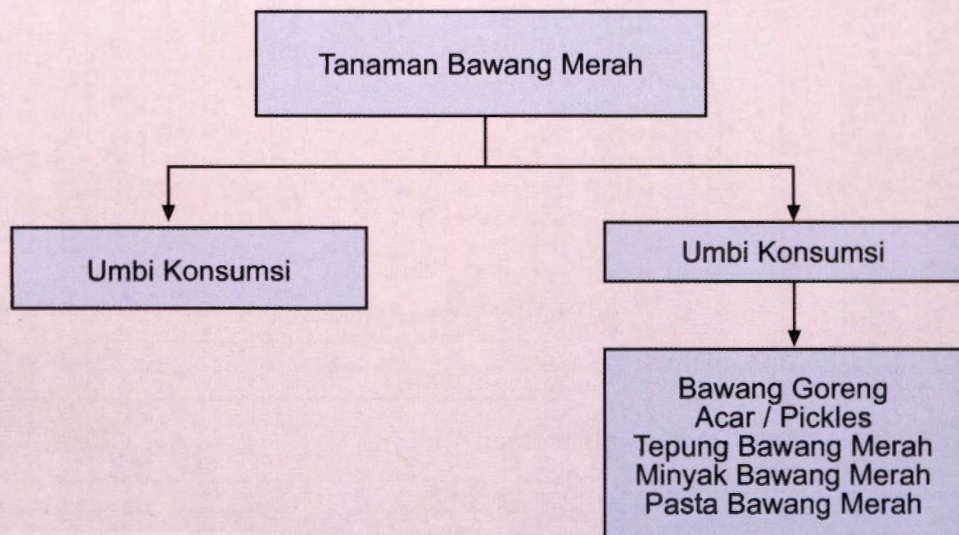 Tanaman Bawang Merah
Umbi Konsumsi
Umbi Konsumsi
Bawang Goreng
Acar / Pickles
Tepung Bawang Merah
Minyak Bawang Merah
Pasta Bawang Merah